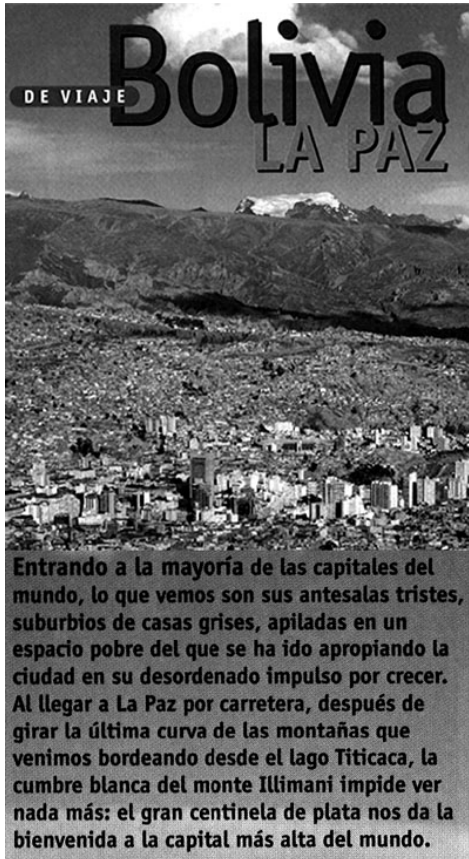 Bolivia
DE VIAJE
LA PAZ
Entrando a la mayoría de las capitales del
mundo, lo que vemos son sus antesalas tristes,
suburbios de casas grises, apiladas en un
espacio pobre del que se ha ido apropiando la
ciudad en su desordenado impulso por crecer.
Al llegar a La Paz por carretera, después de
girar la última curva de las montañas que
venimos bordeando desde el lago Titicaca, la
cumbre blanca del monte Illimani impide ver
nada más: el gran centinela de plata nos da la
bienvenida a la capital más alta del mundo.